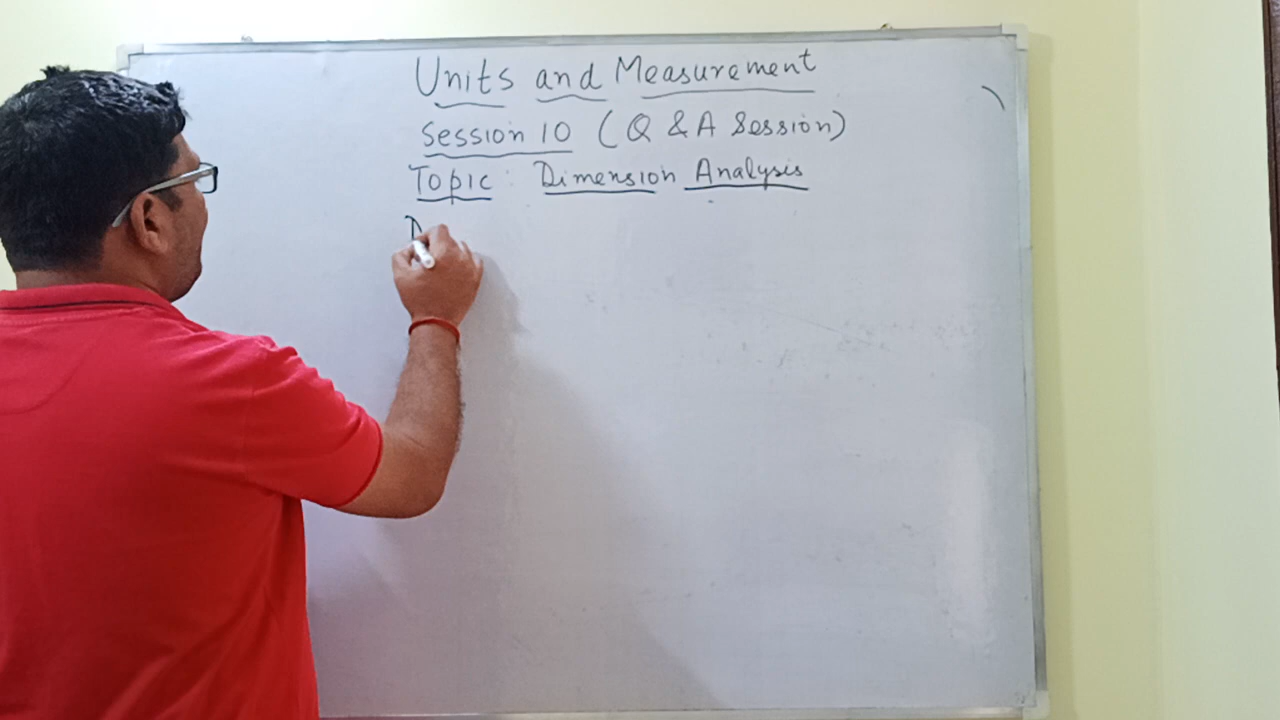 Units and Measurement
Session 10 (Q & A Session)
Topic : Dimension Analysis